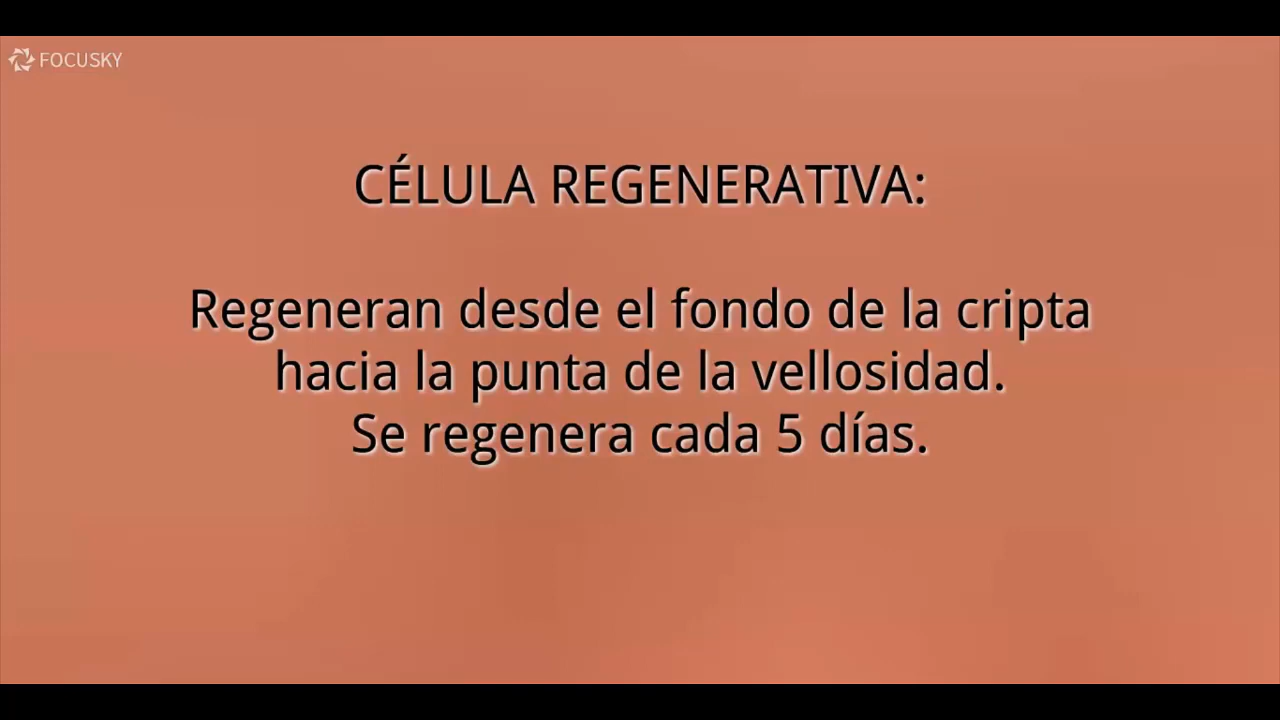 FOCUSKY
CÉLULA REGENERATIVA:
Regeneran desde el fondo de la cripta
hacia la punta de la vellosidad.
Se regenera cada 5 días.